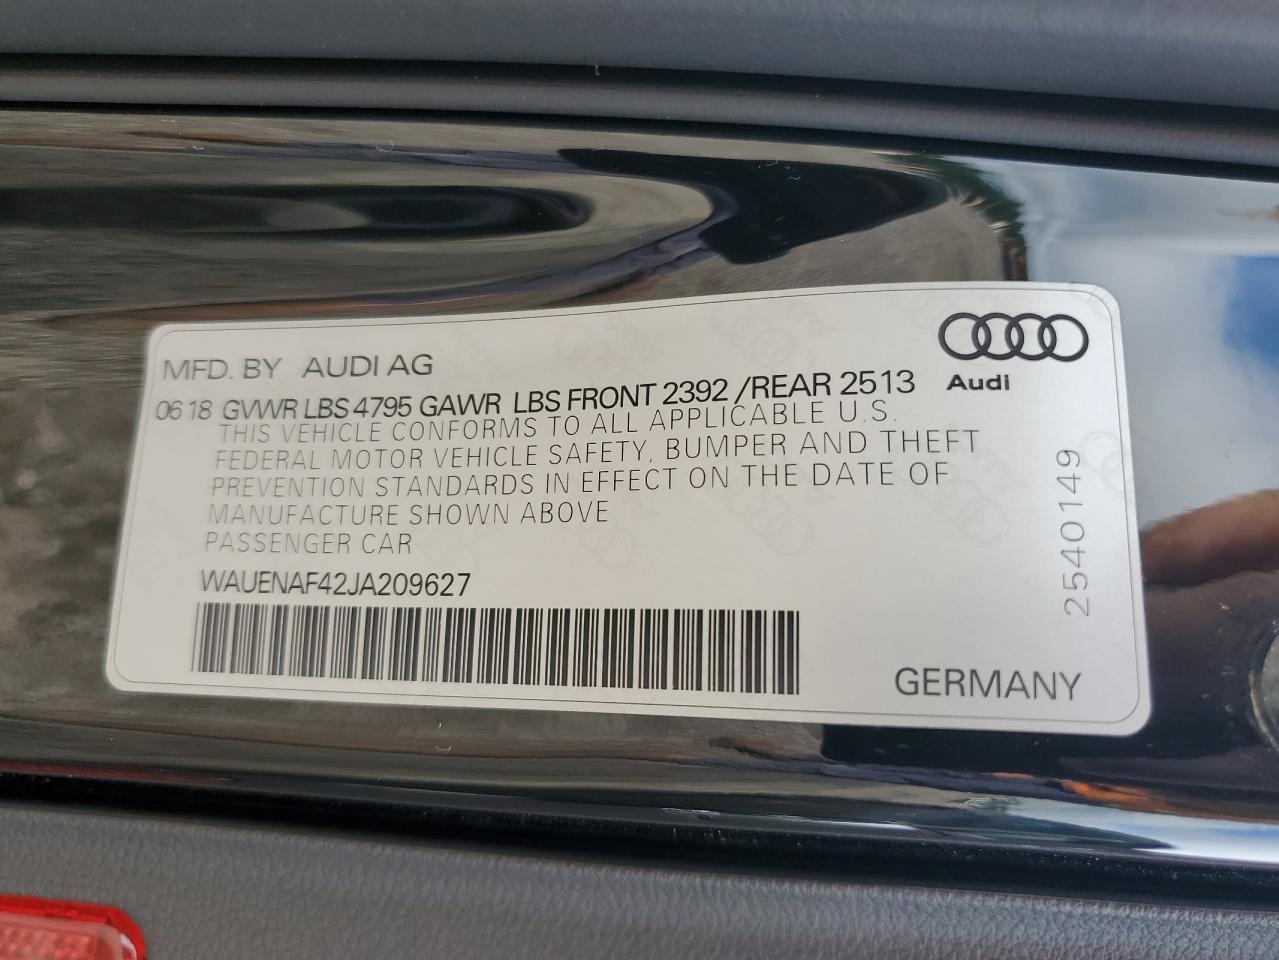 MFD. BY AUDI AG
Audi
06 18 GVWR LBS 4795 GAWR LBS FRONT 2392 /REAR 2513
THIS VEHICLE CONFORMS TO ALL APPLICABLE U.S.
FEDERAL MOTOR VEHICLE SAFETY, BUMPER AND THEFT
PREVENTION STANDARDS IN EFFECT ON THE DATE OF
MANUFACTURE SHOWN ABOVE
PASSENGER CAR
WAUENAF42JA209627
GERMANY
2540149